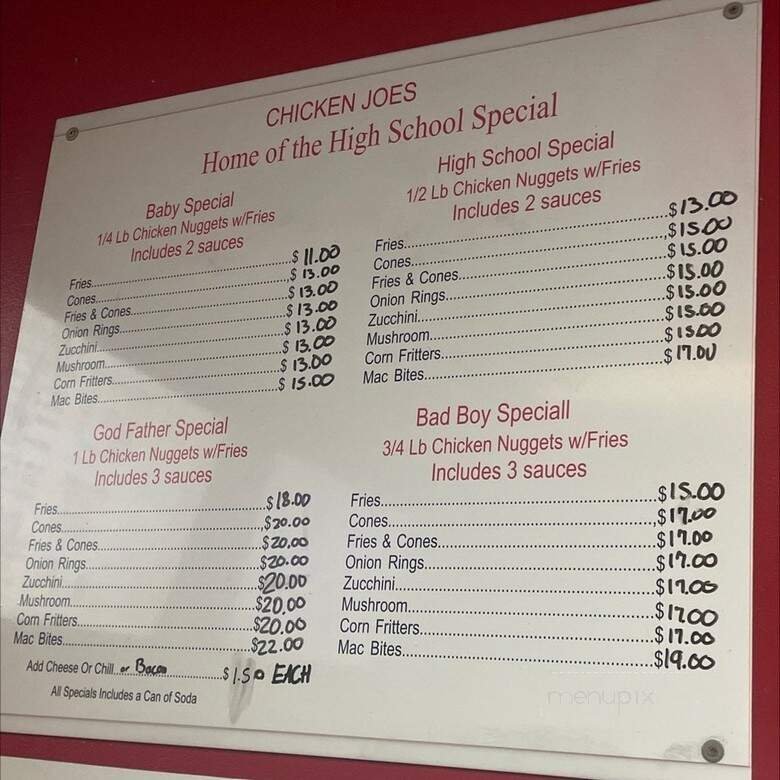 CHICKEN JOES
Home of the High School Special
Baby Special
1/4 Lb Chicken Nuggets w/Fries
Includes 2 sauces
Fries $11.00
Cones $13.00
Fries & Cones $13.00
Onion Rings $13.00
Zucchini $13.00
Mushroom $13.00
Corn Fritters $13.00
Mac Bites $15.00
High School Special
1/2 Lb Chicken Nuggets w/Fries
Includes 2 sauces
Fries $13.00
Cones $15.00
Fries & Cones $15.00
Onion Rings $15.00
Zucchini $15.00
Mushroom $15.00
Corn Fritters $15.00
Mac Bites $17.00
God Father Special
1 Lb Chicken Nuggets w/Fries
Includes 3 sauces
Fries $18.00
Cones $20.00
Fries & Cones $20.00
Onion Rings $20.00
Zucchini $20.00
Mushroom $20.00
Corn Fritters $20.00
Mac Bites $22.00
Add Cheese Or Chill or Bacon $1.50 EACH
All Specials Includes a Can of Soda
Bad Boy Speciall
3/4 Lb Chicken Nuggets w/Fries
Includes 3 sauces
Fries $15.00
Cones $17.00
Fries & Cones $17.00
Onion Rings $17.00
Zucchini $17.00
Mushroom $17.00
Corn Fritters $17.00
Mac Bites $19.00
menupix